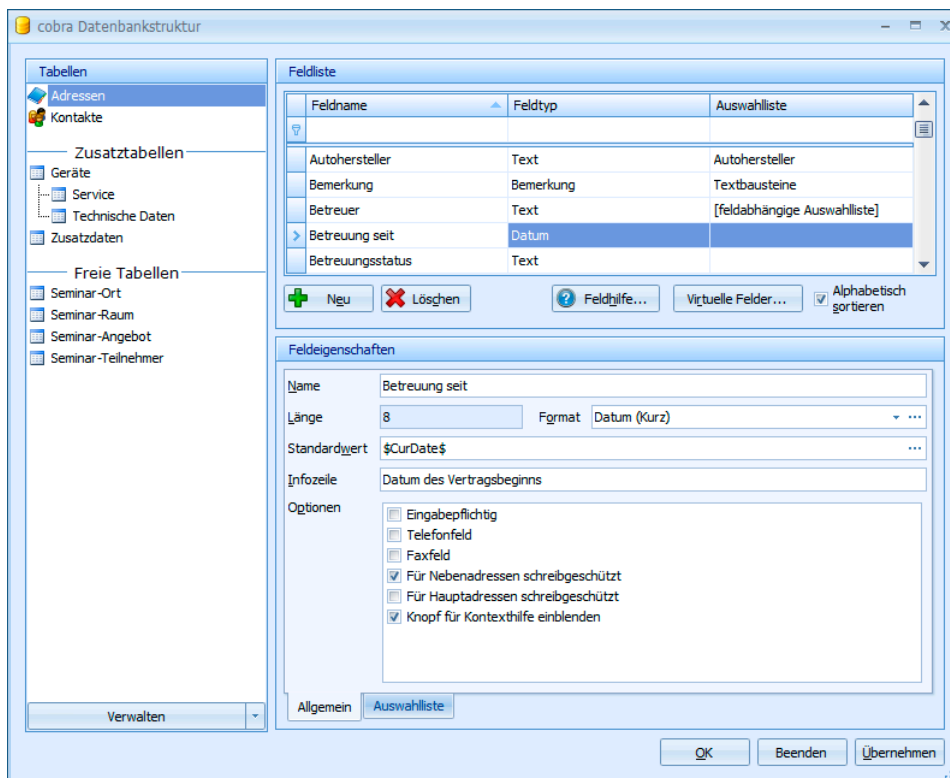 cobra Datenbankstruktur
Tabellen
Adressen
Kontakte
Zusatztabellen
Geräte
Service
Technische Daten
Zusatzdaten
Freie Tabellen
Seminar-Ort
Seminar-Raum
Seminar-Angebot
Seminar-Teilnehmer
Verwalten
Feldliste
Feldname Feldtyp Auswahlliste
Autohersteller Text Autohersteller
Bemerkung Bemerkung Textbausteine
Betreuer Text [feldabhängige Auswahlliste]
Betreuung seit Datum
Betreuungsstatus Text
Neu Löschen Feldhilfe... Virtuelle Felder... Alphabetisch
sortieren
Feldeigenschaften
Name Betreuung seit
Länge 8 Format Datum (Kurz)
Standardwert $CurDate$
Infozeile Datum des Vertragsbeginns
Optionen
Eingabepflichtig
Telefonfeld
Faxfeld
Für Nebenadressen schreibgeschützt
Für Hauptadressen schreibgeschützt
Knopf für Kontexthilfe einblenden
Allgemein Auswahlliste
OK Beenden Übernehmen